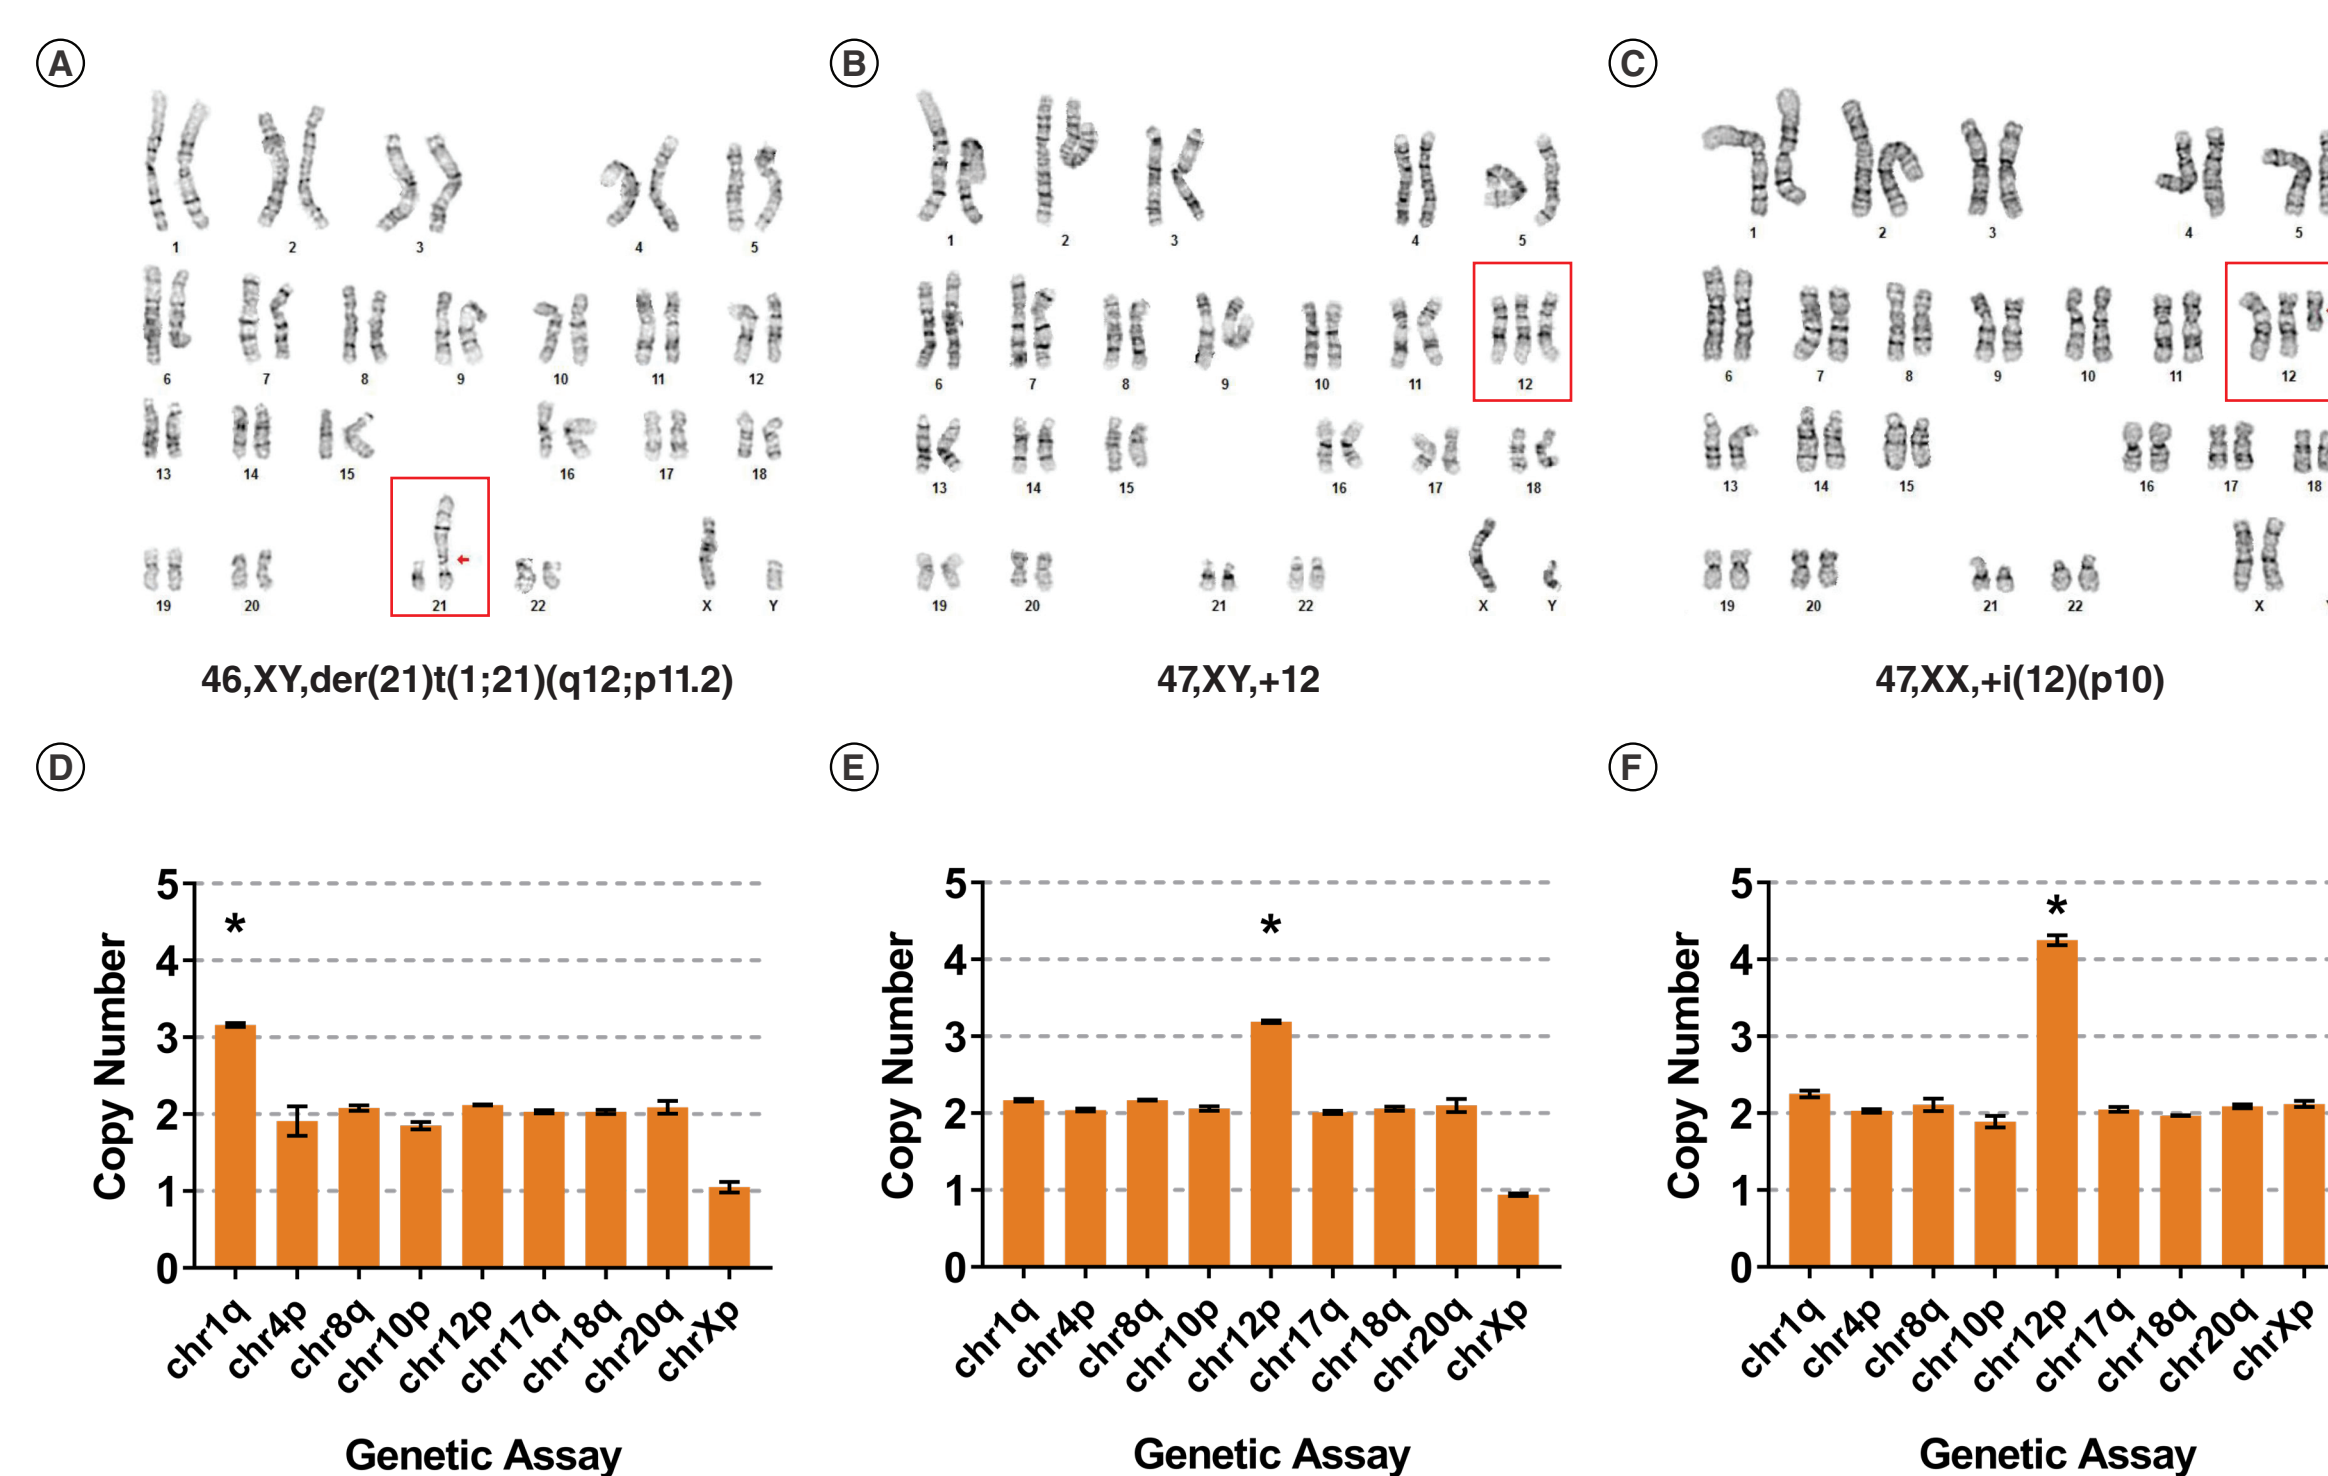 A
B
C
1 2 3 4 5
6 7 8 9 10 11 12
13 14 15 16 17 18
19 20 21 22 X Y
46,XY,der(21)t(1;21)(q12;p11.2)
1 2 3 4 5
6 7 8 9 10 11 12
13 14 15 16 17 18
19 20 21 22 X Y
47,XY,+12
1 2 3 4 5
6 7 8 9 10 11 12
13 14 15 16 17 18
19 20 21 22 X
47,XX,+i(12)(p10)
D
Copy Number
5
4
3
2
1
0
*
chr1q chr4p chr8q chr10p chr12p chr17q chr18q chr20q chrXp
Genetic Assay
E
Copy Number
5
4
3
2
1
0
*
chr1q chr4p chr8q chr10p chr12p chr17q chr18q chr20q chrXp
Genetic Assay
F
Copy Number
5
4
3
2
1
0
*
chr1q chr4p chr8q chr10p chr12p chr17q chr18q chr20q chrXp
Genetic Assay